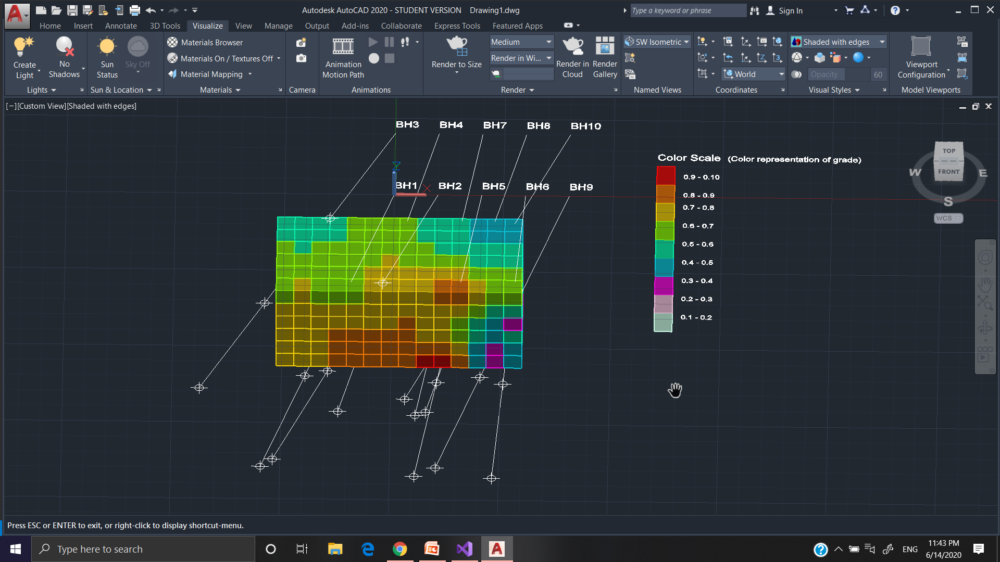 Autodesk AutoCAD 2020 - STUDENT VERSION Drawing1.dwg
Type a keyword or phrase
Sign In
Home Insert Annotate 3D Tools Visualize View Manage Output Add-ins Collaborate Express Tools Featured Apps
Create Light
No Shadows
Lights
Sun Status
Sky Off
Sun & Location
Materials Browser
Materials On / Textures Off
Material Mapping
Materials
Camera
Animation Motion Path
Animations
Render to Size
Medium
Render in Wi...
Render in Cloud
Render Gallery
Render
SW Isometric
Named Views
World
Coordinates
Shaded with edges
Opacity 60
Visual Styles
Viewport Configuration
Model Viewports
[−][Custom View][Shaded with edges]
BH3 BH4 BH7 BH8 BH10
Y
BH1 BH2 BH5 BH6 BH9
X
Color Scale (Color representation of grade)
0.9 - 0.10
0.8 - 0.9
0.7 - 0.8
0.6 - 0.7
0.5 - 0.6
0.4 - 0.5
0.3 - 0.4
0.2 - 0.3
0.1 - 0.2
TOP
FRONT
W E
S
WCS
Press ESC or ENTER to exit, or right-click to display shortcut-menu.
Type here to search
ENG
11:43 PM
6/14/2020